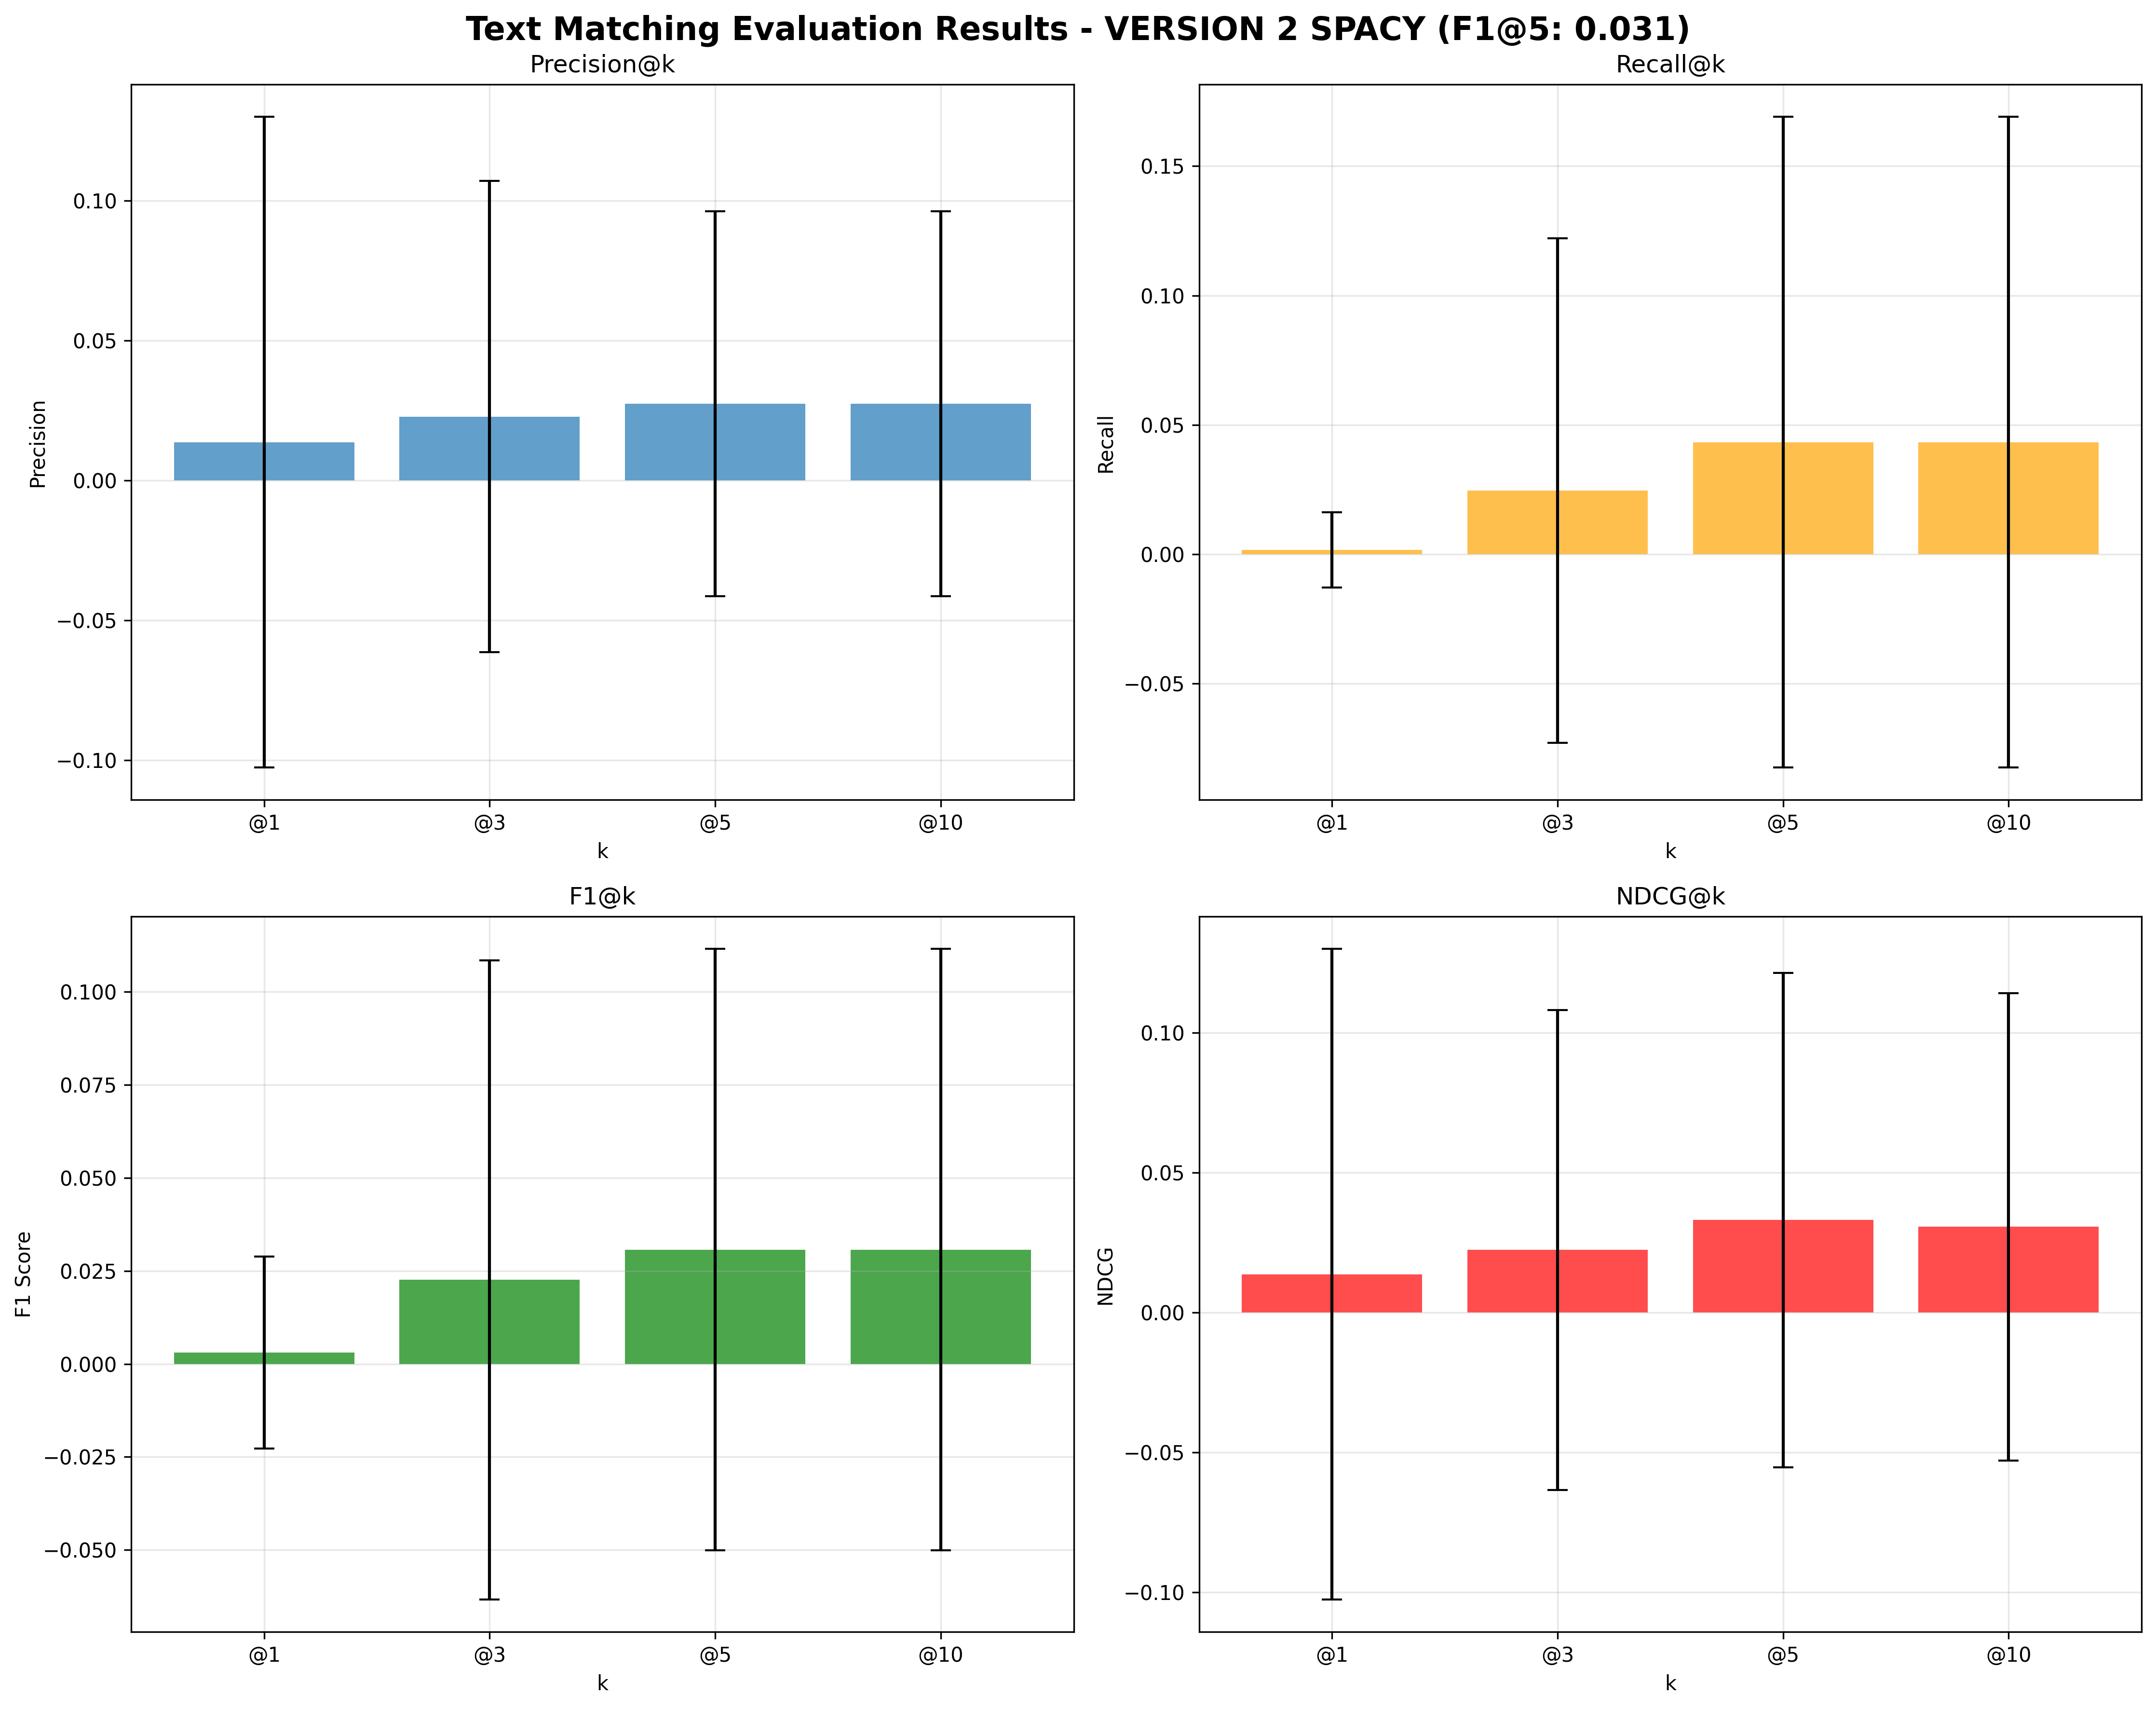 Text Matching Evaluation Results - VERSION 2 SPACY (F1@5: 0.031)
Precision@k
Precision
0.10
0.05
0.00
−0.05
−0.10
@1 @3 @5 @10
k
Recall@k
Recall
0.15
0.10
0.05
0.00
−0.05
@1 @3 @5 @10
k
F1@k
F1 Score
0.100
0.075
0.050
0.025
0.000
−0.025
−0.050
@1 @3 @5 @10
k
NDCG@k
NDCG
0.10
0.05
0.00
−0.05
−0.10
@1 @3 @5 @10
k